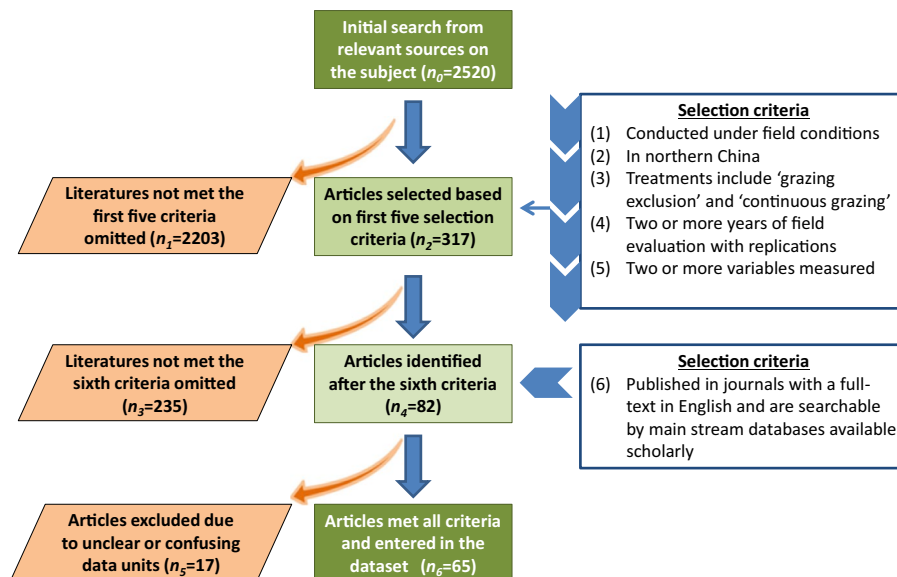 Initial search from
relevant sources on
the subject (n0=2520)
Selection criteria
(1) Conducted under field conditions
(2) In northern China
(3) Treatments include ‘grazing
exclusion’ and ‘continuous grazing’
(4) Two or more years of field
evaluation with replications
(5) Two or more variables measured
Literatures not met the
first five criteria
omitted (n1=2203)
Articles selected based
on first five selection
criteria (n2=317)
Literatures not met the
sixth criteria omitted
(n3=235)
Articles identified
after the sixth criteria
(n4=82)
Selection criteria
(6) Published in journals with a full-
text in English and are searchable
by main stream databases available
scholarly
Articles excluded due
to unclear or confusing
data units (n5=17)
Articles met all criteria
and entered in the
dataset (n6=65)